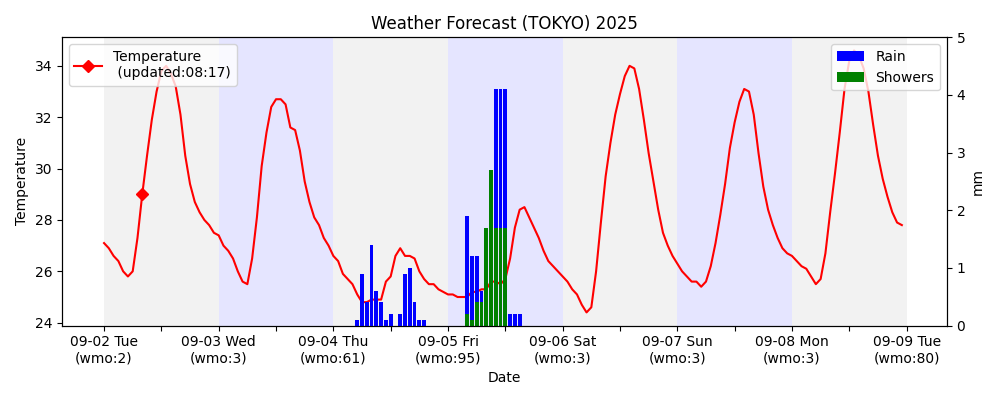 Weather Forecast (TOKYO) 2025
Temperature
(updated:08:17)
Rain
Showers
Temperature
34
32
30
28
26
24
mm
5
4
3
2
1
0
09-02 Tue
(wmo:2)
09-03 Wed
(wmo:3)
09-04 Thu
(wmo:61)
09-05 Fri
(wmo:95)
09-06 Sat
(wmo:3)
09-07 Sun
(wmo:3)
09-08 Mon
(wmo:3)
09-09 Tue
(wmo:80)
Date